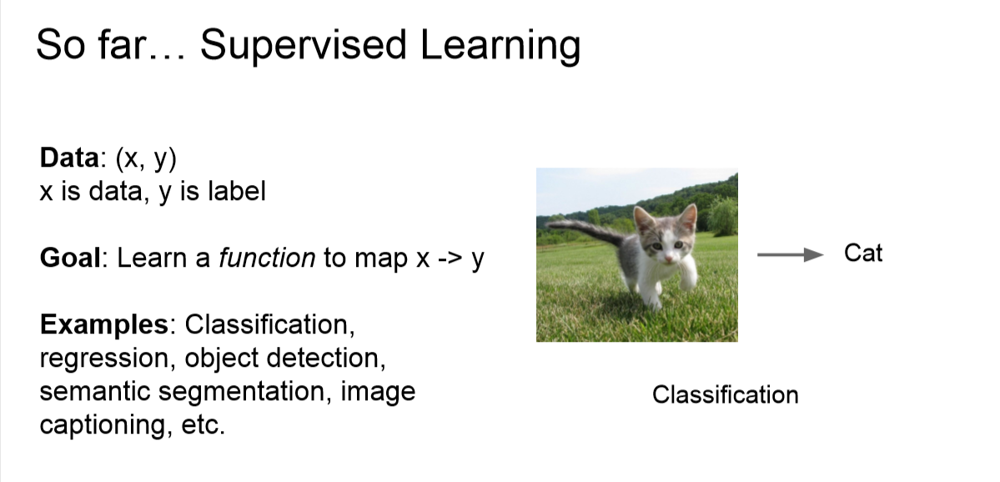 So far… Supervised Learning
Data: (x, y)
x is data, y is label
Goal: Learn a function to map x -> y
Examples: Classification,
regression, object detection,
semantic segmentation, image
captioning, etc.
Cat
Classification